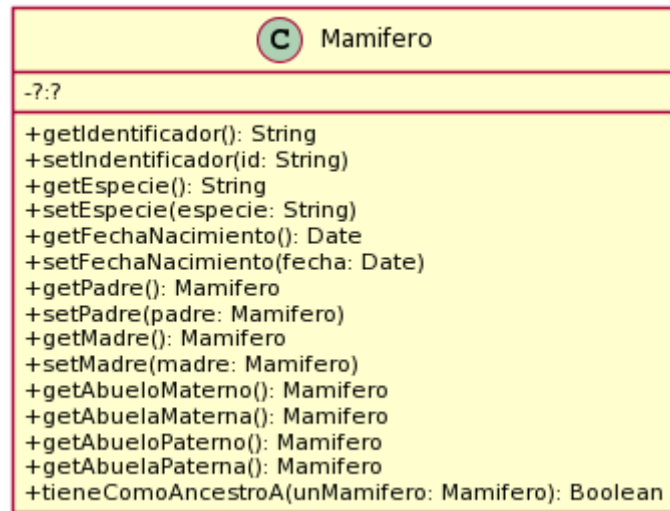 C Mamifero
-?:?
+getIdentificador(): String
+setIndentificador(id: String)
+getEspecie(): String
+setEspecie(especie: String)
+getFechaNacimiento(): Date
+setFechaNacimiento(fecha: Date)
+getPadre(): Mamifero
+setPadre(padre: Mamifero)
+getMadre(): Mamifero
+setMadre(madre: Mamifero)
+getAbueloMaterno(): Mamifero
+getAbuelaMaterna(): Mamifero
+getAbueloPaterno(): Mamifero
+getAbuelaPaterna(): Mamifero
+tieneComoAncestroA(unMamifero: Mamifero): Boolean